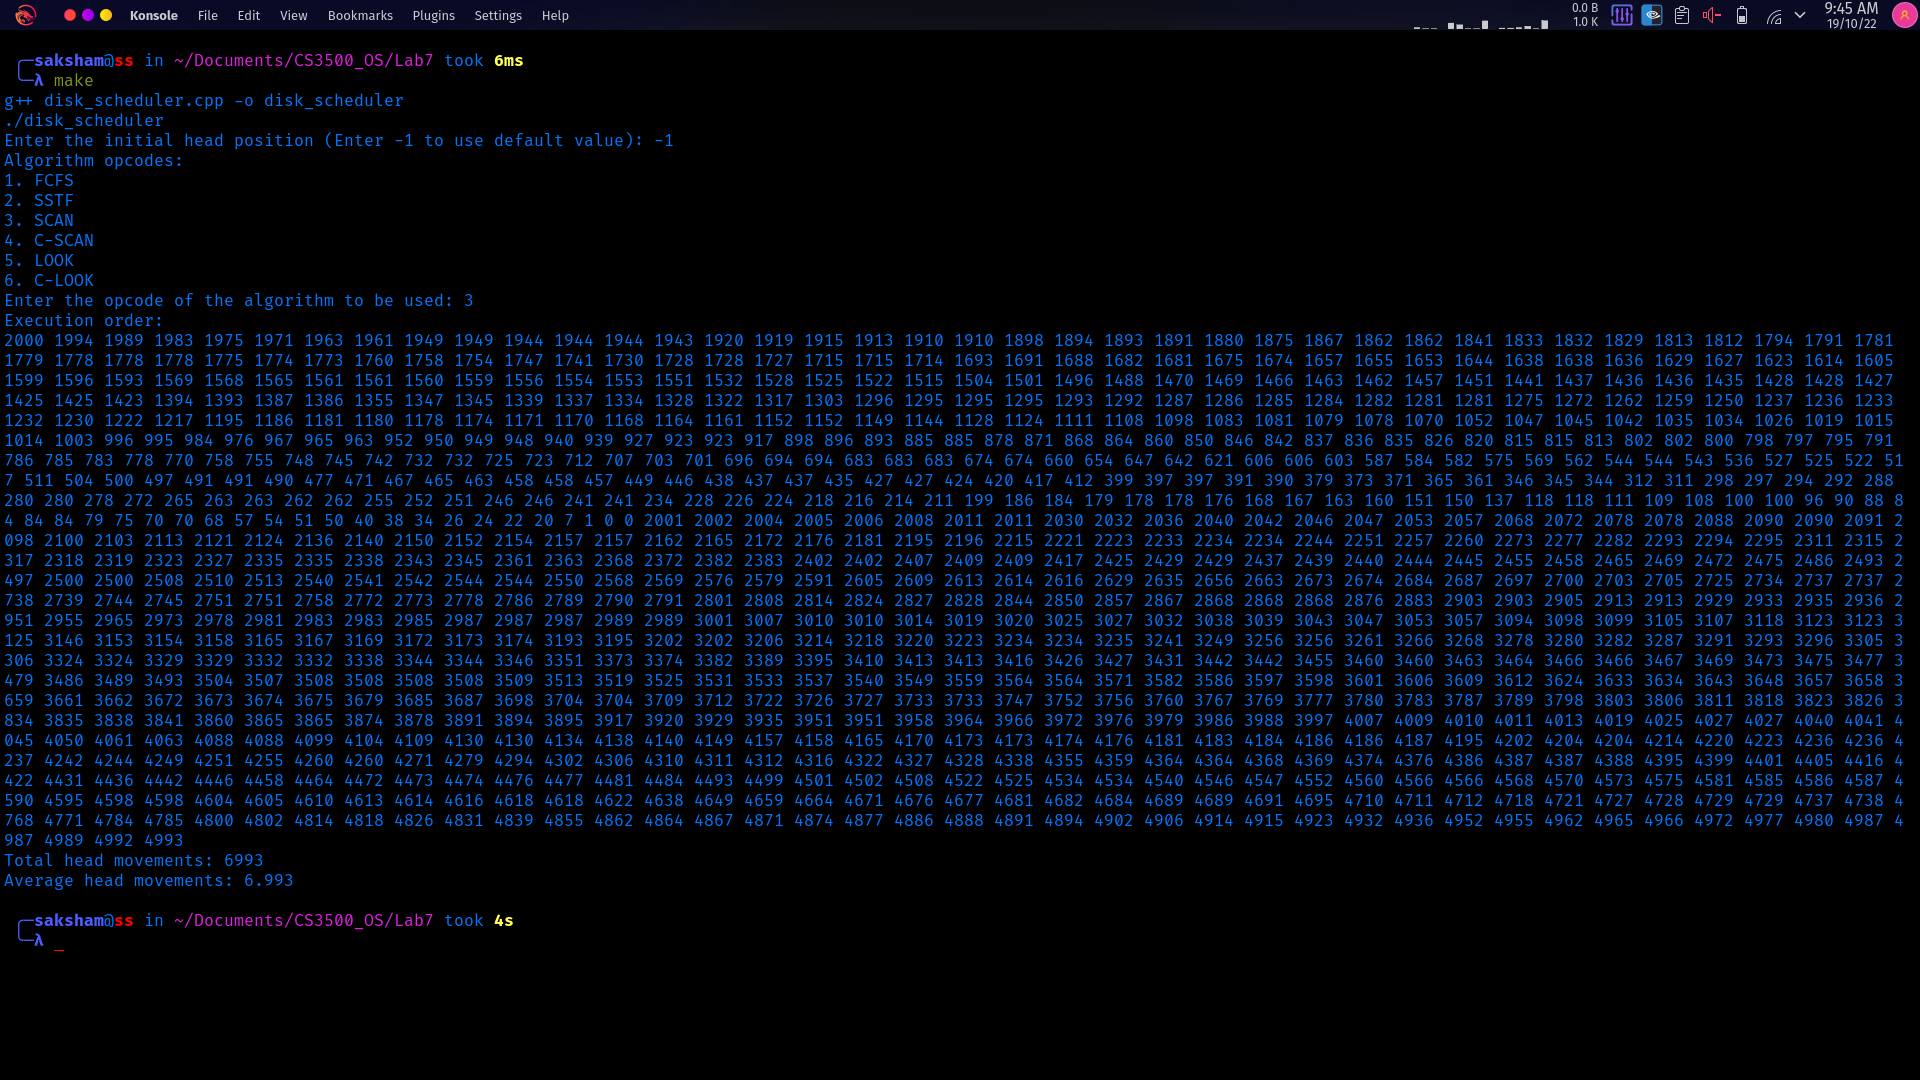 Konsole File Edit View Bookmarks Plugins Settings Help
0.0 B
1.0 K
9:45 AM
19/10/22
saksham@ss in ~/Documents/CS3500_OS/Lab7 took 6ms
λ make
g++ disk_scheduler.cpp -o disk_scheduler
./disk_scheduler
Enter the initial head position (Enter -1 to use default value): -1
Algorithm opcodes:
1. FCFS
2. SSTF
3. SCAN
4. C-SCAN
5. LOOK
6. C-LOOK
Enter the opcode of the algorithm to be used: 3
Execution order:
2000 1994 1989 1983 1975 1971 1963 1961 1949 1949 1944 1944 1944 1943 1920 1919 1915 1913 1910 1910 1898 1894 1893 1891 1880 1875 1867 1862 1862 1841 1833 1832 1829 1813 1812 1794 1791 1781
1779 1778 1778 1778 1775 1774 1773 1760 1758 1754 1747 1741 1730 1728 1728 1727 1715 1715 1714 1693 1691 1688 1682 1681 1675 1674 1657 1655 1653 1644 1638 1638 1636 1629 1627 1623 1614 1605
1599 1596 1593 1569 1568 1565 1561 1561 1560 1559 1556 1554 1553 1551 1532 1528 1525 1522 1515 1504 1501 1496 1488 1470 1469 1466 1463 1462 1457 1451 1441 1437 1436 1436 1435 1428 1428 1427
1425 1425 1423 1394 1393 1387 1386 1355 1347 1345 1339 1337 1334 1328 1322 1317 1303 1296 1295 1295 1295 1293 1292 1287 1286 1285 1284 1282 1281 1281 1275 1272 1262 1259 1250 1237 1236 1233
1232 1230 1222 1217 1195 1186 1181 1180 1178 1174 1171 1170 1168 1164 1161 1152 1152 1149 1144 1128 1124 1111 1108 1098 1083 1081 1079 1078 1070 1052 1047 1045 1042 1035 1034 1026 1019 1015
1014 1003 996 995 984 976 967 965 963 952 950 949 948 940 939 927 923 923 917 898 896 893 885 885 878 871 868 864 860 850 846 842 837 836 835 826 820 815 815 813 802 802 800 798 797 795 791
786 785 783 778 770 758 755 748 745 742 732 732 725 723 712 707 703 701 696 694 694 683 683 683 674 674 660 654 647 642 621 606 606 603 587 584 582 575 569 562 544 544 543 536 527 525 522 51
7 511 504 500 497 491 491 490 477 471 467 465 463 458 458 457 449 446 438 437 437 435 427 427 424 420 417 412 399 397 397 391 390 379 373 371 365 361 346 345 344 312 311 298 297 294 292 288
280 280 278 272 265 263 263 262 262 255 252 251 246 246 241 241 234 228 226 224 218 216 214 211 199 186 184 179 178 178 176 168 167 163 160 151 150 137 118 118 111 109 108 100 100 96 90 88 8
4 84 84 79 75 70 70 68 57 54 51 50 40 38 34 26 24 22 20 7 1 0 0 2001 2002 2004 2005 2006 2008 2011 2011 2030 2032 2036 2040 2042 2046 2047 2053 2057 2068 2072 2078 2078 2088 2090 2090 2091 2
098 2100 2103 2113 2121 2124 2136 2140 2150 2152 2154 2157 2157 2162 2165 2172 2176 2181 2195 2196 2215 2221 2223 2233 2234 2234 2244 2251 2257 2260 2273 2277 2282 2293 2294 2295 2311 2315 2
317 2318 2319 2323 2327 2335 2335 2338 2343 2345 2361 2363 2368 2372 2382 2383 2402 2402 2407 2409 2409 2417 2425 2429 2429 2437 2439 2440 2444 2445 2455 2458 2465 2469 2472 2475 2486 2493 2
497 2500 2500 2508 2510 2513 2540 2541 2542 2544 2544 2550 2568 2569 2576 2579 2591 2605 2609 2613 2614 2616 2629 2635 2656 2663 2673 2674 2684 2687 2697 2700 2703 2705 2725 2734 2737 2737 2
738 2739 2744 2745 2751 2751 2758 2772 2773 2778 2786 2789 2790 2791 2801 2808 2814 2824 2827 2828 2844 2850 2857 2867 2868 2868 2868 2876 2883 2903 2903 2905 2913 2913 2929 2933 2935 2936 2
951 2955 2965 2973 2978 2981 2983 2983 2985 2987 2987 2987 2989 2989 3001 3007 3010 3010 3014 3019 3020 3025 3027 3032 3038 3039 3043 3047 3053 3057 3094 3098 3099 3105 3107 3118 3123 3123 3
125 3146 3153 3154 3158 3165 3167 3169 3172 3173 3174 3193 3195 3202 3202 3206 3214 3218 3220 3223 3234 3234 3235 3241 3249 3256 3256 3261 3266 3268 3278 3280 3282 3287 3291 3293 3296 3305 3
306 3324 3324 3329 3329 3332 3332 3338 3344 3344 3346 3351 3373 3374 3382 3389 3395 3410 3413 3413 3416 3426 3427 3431 3442 3442 3455 3460 3460 3463 3464 3466 3466 3467 3469 3473 3475 3477 3
479 3486 3489 3493 3504 3507 3508 3508 3508 3508 3509 3513 3519 3525 3531 3533 3537 3540 3549 3559 3564 3564 3571 3582 3586 3597 3598 3601 3606 3609 3612 3624 3633 3634 3643 3648 3657 3658 3
659 3661 3662 3672 3673 3674 3675 3679 3685 3687 3698 3704 3704 3709 3712 3722 3726 3727 3733 3733 3747 3752 3756 3760 3767 3769 3777 3780 3783 3787 3789 3798 3803 3806 3811 3818 3823 3826 3
834 3835 3838 3841 3860 3865 3865 3874 3878 3891 3894 3895 3917 3920 3929 3935 3951 3951 3958 3964 3966 3972 3976 3979 3986 3988 3997 4007 4009 4010 4011 4013 4019 4025 4027 4027 4040 4041 4
045 4050 4061 4063 4088 4088 4099 4104 4109 4130 4130 4134 4138 4140 4149 4157 4158 4165 4170 4173 4173 4174 4176 4181 4183 4184 4186 4186 4187 4195 4202 4204 4204 4214 4220 4223 4236 4236 4
237 4242 4244 4249 4251 4255 4260 4260 4271 4279 4294 4302 4306 4310 4311 4312 4316 4322 4327 4328 4338 4355 4359 4364 4364 4368 4369 4374 4376 4386 4387 4387 4388 4395 4399 4401 4405 4416 4
422 4431 4436 4442 4446 4458 4464 4472 4473 4474 4476 4477 4481 4484 4493 4499 4501 4502 4508 4522 4525 4534 4534 4540 4546 4547 4552 4560 4566 4566 4568 4570 4573 4575 4581 4585 4586 4587 4
590 4595 4598 4598 4604 4605 4610 4613 4614 4616 4618 4618 4622 4638 4649 4659 4664 4671 4676 4677 4681 4682 4684 4689 4689 4691 4695 4710 4711 4712 4718 4721 4727 4728 4729 4729 4737 4738 4
768 4771 4784 4785 4800 4802 4814 4818 4826 4831 4839 4855 4862 4864 4867 4871 4874 4877 4886 4888 4891 4894 4902 4906 4914 4915 4923 4932 4936 4952 4955 4962 4965 4966 4972 4977 4980 4987 4
987 4989 4992 4993
Total head movements: 6993
Average head movements: 6.993
saksham@ss in ~/Documents/CS3500_OS/Lab7 took 4s
λ _